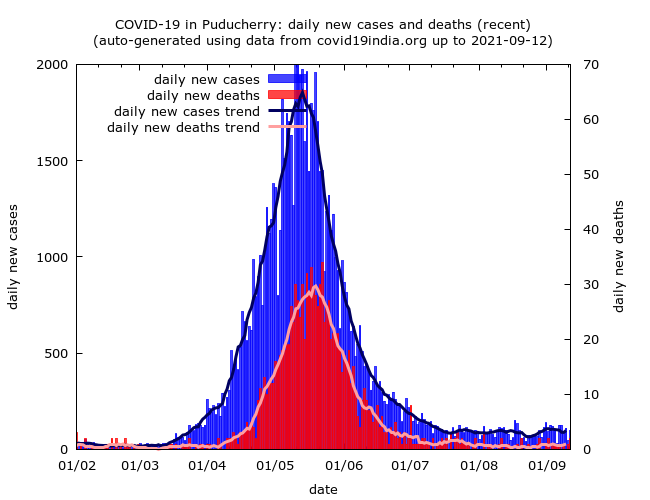 COVID-19 in Puducherry: daily new cases and deaths (recent)
(auto-generated using data from covid19india.org up to 2021-09-12)
daily new cases
daily new deaths
daily new cases trend
daily new deaths trend
2000
1500
1000
500
0
70
60
50
40
30
20
10
0
daily new cases
daily new deaths
01/02 01/03 01/04 01/05 01/06 01/07 01/08 01/09
date